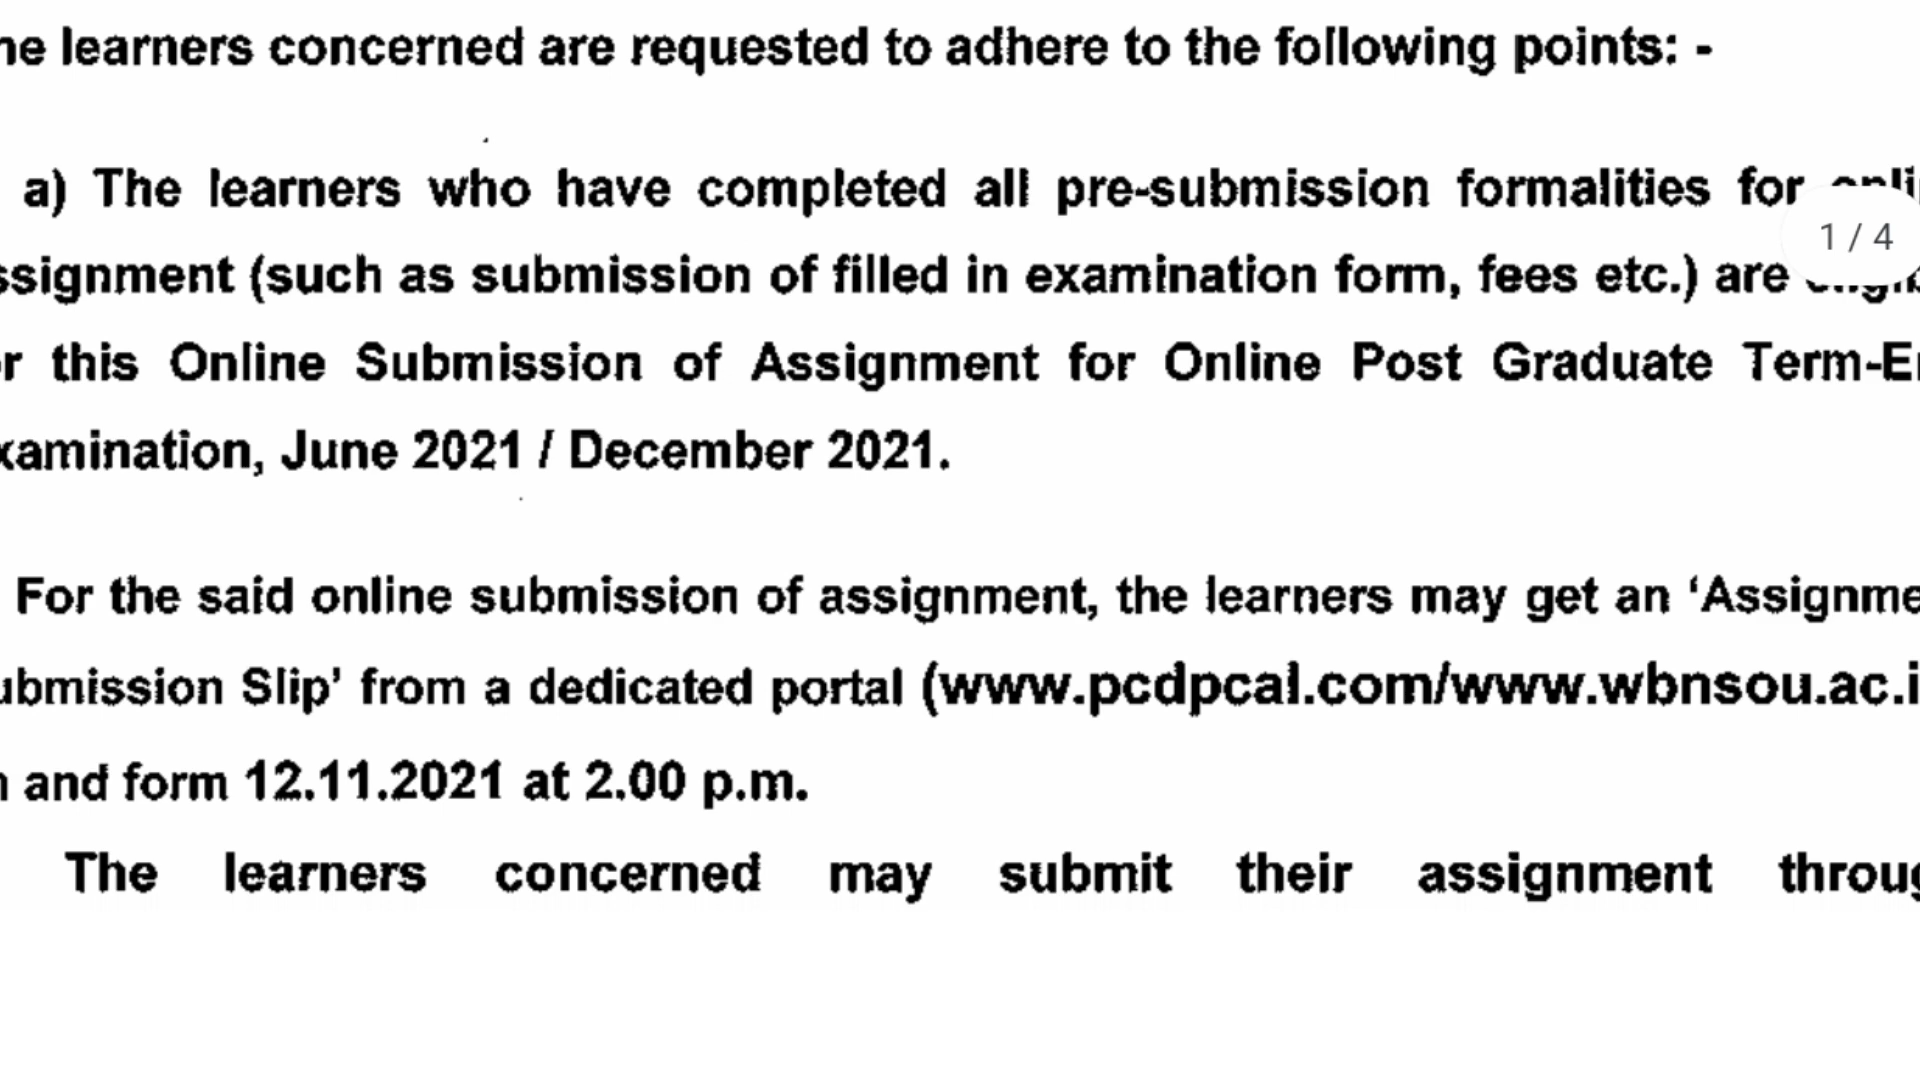 he learners concerned are requested to adhere to the following points: -
a) The learners who have completed all pre-submission formalities for
1 / 4
ssignment (such as submission of filled in examination form, fees etc.) are
r this Online Submission of Assignment for Online Post Graduate Term-En
xamination, June 2021 / December 2021.
For the said online submission of assignment, the learners may get an ‘Assignme
ubmission Slip’ from a dedicated portal (www.pcdpcal.com/www.wbnsou.ac.i
n and form 12.11.2021 at 2.00 p.m.
The learners concerned may submit their assignment throug